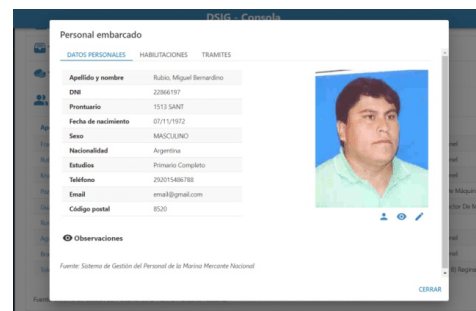 DSIG - Consola
Personal embarcado
DATOS PERSONALES HABILITACIONES TRAMITES
Apellido y nombre Rubio, Miguel Bernardino
DNI 22866197
Prontuario 1513 SANT
Fecha de nacimiento 07/11/1972
Sexo MASCULINO
Nacionalidad Argentina
Estudios Primario Completo
Teléfono 292015486788
Email email@gmail.com
Código postal 8520
Observaciones
Fuente: Sistema de Gestión del Personal de la Marina Mercante Nacional
CERRAR